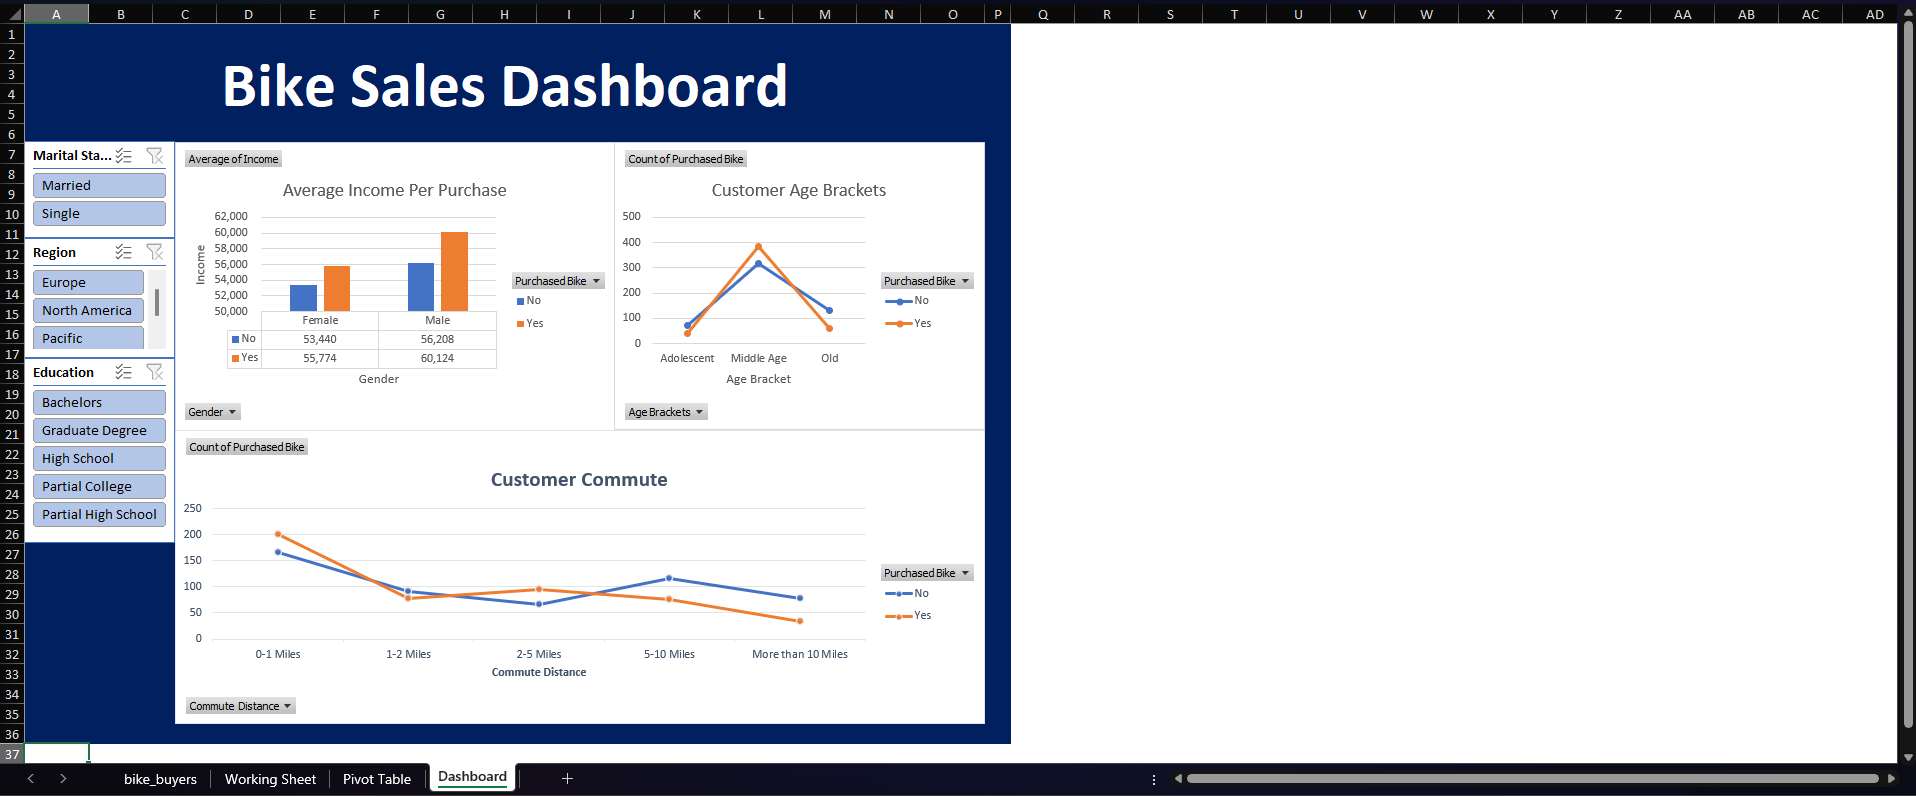 A B C D E F G H I J K L M N O P Q R S T U V W X Y Z AA AB AC AD
1
2
3
4
5
6
7
8
9
10
11
12
13
14
15
16
17
18
19
20
21
22
23
24
25
26
27
28
29
30
31
32
33
34
35
36
37
Bike Sales Dashboard
Marital Sta...
Married
Single
Region
Europe
North America
Pacific
Education
Bachelors
Graduate Degree
High School
Partial College
Partial High School
Average of Income
Average Income Per Purchase
62,000
60,000
58,000
56,000
54,000
52,000
50,000
Income
Female Male
No 53,440 56,208
Yes 55,774 60,124
Gender
Purchased Bike
No
Yes
Gender
Count of Purchased Bike
Customer Age Brackets
500
400
300
200
100
0
Adolescent Middle Age Old
Age Bracket
Purchased Bike
No
Yes
Age Brackets
Count of Purchased Bike
Customer Commute
250
200
150
100
50
0
0-1 Miles 1-2 Miles 2-5 Miles 5-10 Miles More than 10 Miles
Commute Distance
Purchased Bike
No
Yes
Commute Distance
bike_buyers Working Sheet Pivot Table Dashboard